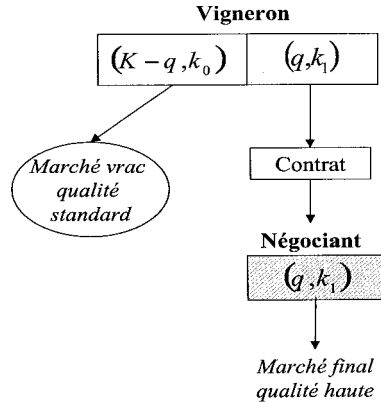 Vigneron
(K − q, k₀) (q, k₁)
Marché vrac
qualité
standard
Contrat
Négociant
(q, k₁)
Marché final
qualité haute